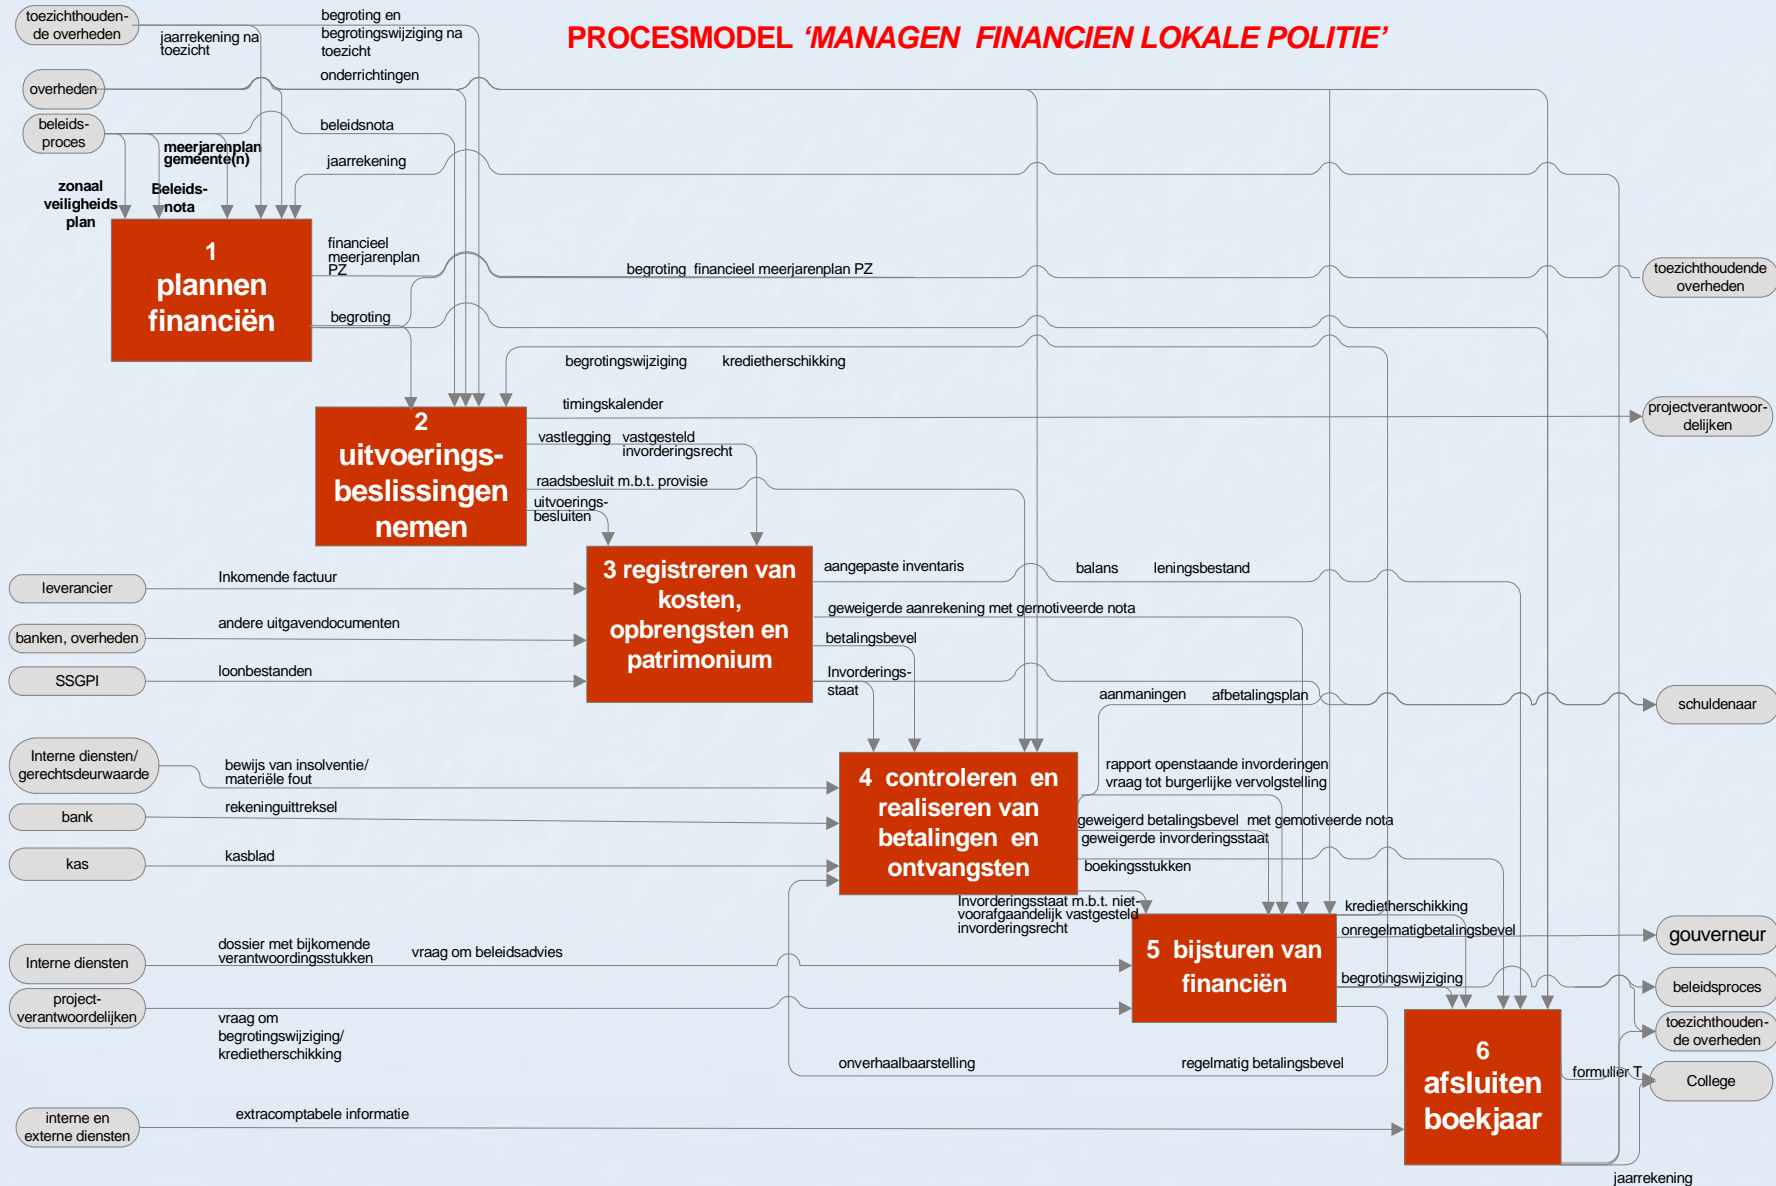 PROCESMODEL ‘MANAGEN FINANCIEN LOKALE POLITIE’
toezichthouden-
de overheden
jaarrekening na
toezicht
begroting en
begrotingswijziging na
toezicht
overheden
onderrichtingen
beleids-
proces
beleidsnota
meerjarenplan
gemeente(n)
jaarrekening
zonaal
veiligheids
plan
Beleids-
nota
1
plannen
financiën
financieel
meerjarenplan
PZ
begroting financieel meerjarenplan PZ
toezichthoudende
overheden
begroting
begrotingswijziging
kredietherschikking
2
uitvoerings-
beslissingen
nemen
timingskalender
projectverantwoor-
delijken
vastlegging
vastgesteld
invorderingsrecht
raadsbesluit m.b.t. provisie
uitvoerings-
besluiten
leverancier
Inkomende factuur
banken, overheden
andere uitgavendocumenten
SSGPI
loonbestanden
3 registreren van
kosten,
opbrengsten en
patrimonium
aangepaste inventaris
balans
leningsbestand
geweigerde aanrekening met gemotiveerde nota
betalingsbevel
Invorderings-
staat
aanmaningen
afbetalingsplan
schuldenaar
Interne diensten/
gerechtsdeurwaarde
bewijs van insolventie/
materiële fout
bank
rekeninguittreksel
kas
kasblad
4 controleren en
realiseren van
betalingen en
ontvangsten
rapport openstaande invorderingen
vraag tot burgerlijke vervolgstelling
geweigerd betalingsbevel met gemotiveerde nota
geweigerde invorderingsstaat
boekingsstukken
Invorderingsstaat m.b.t. niet-
voorafgaandelijk vastgesteld
invorderingsrecht
Interne diensten
dossier met bijkomende
verantwoordingsstukken
vraag om beleidsadvies
project-
verantwoordelijken
vraag om
begrotingswijziging/
kredietherschikking
5 bijsturen van
financiën
kredietherschikking
onregelmatigbetalingsbevel
gouverneur
begrotingswijziging
beleidsproces
toezichthouden-
de overheden
onverhaalbaarstelling
regelmatig betalingsbevel
6
afsluiten
boekjaar
formulier T
College
interne en
externe diensten
extracomptabele informatie
jaarrekening